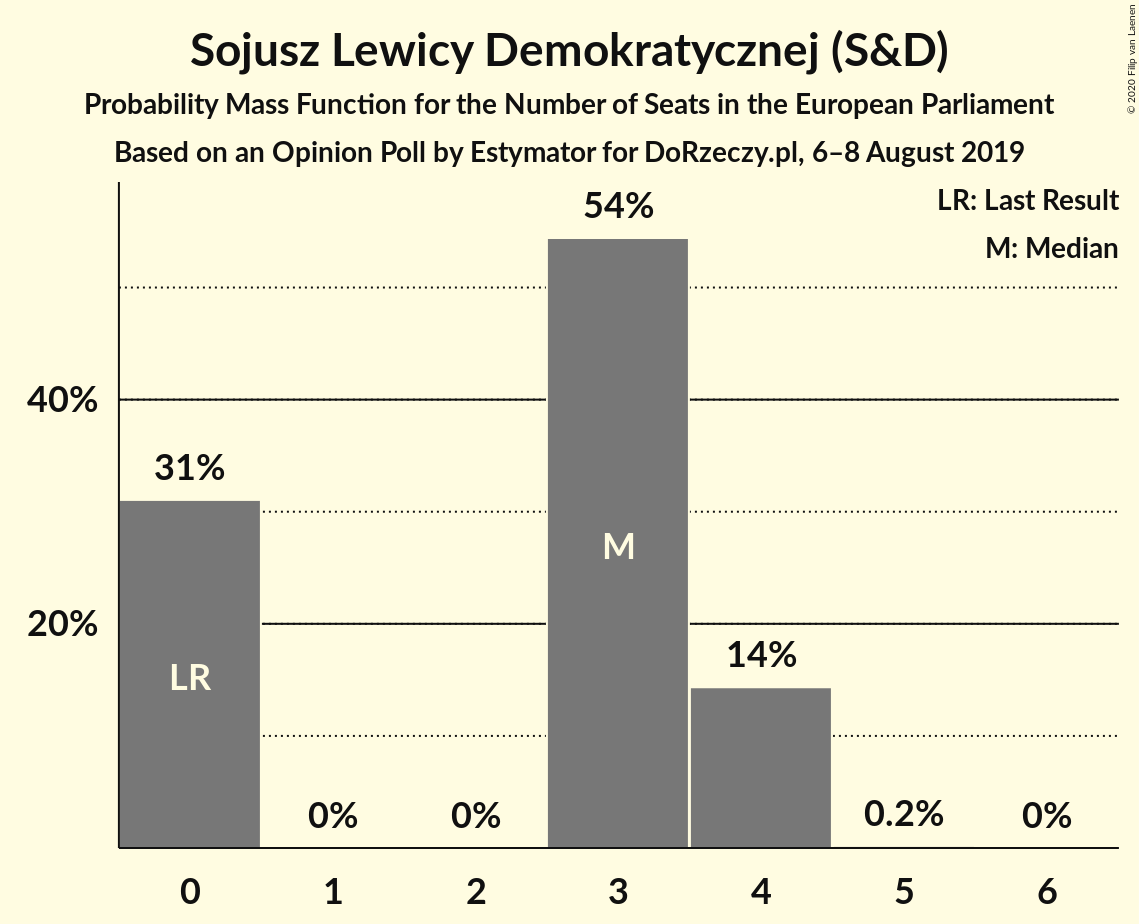 Sojusz Lewicy Demokratycznej (S&D)
Probability Mass Function for the Number of Seats in the European Parliament
Based on an Opinion Poll by Estymator for DoRzeczy.pl, 6–8 August 2019
© 2020 Filip van Laenen
LR: Last Result
M: Median
54%
40%
31%
M
20%
14%
LR
0%
0%
0.2%
0%
0
1
2
3
4
5
6